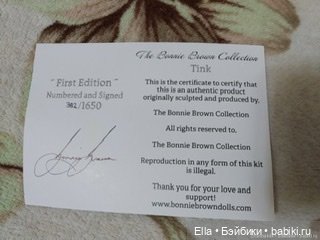 The Bonnie Brown Collection
Tink
" First Edition "
Numbered and Signed
362/1650
This is the certificate to certify that
this is an authentic product
originally sculpted and produced by,
The Bonnie Brown Collection
All rights reserved to.
The Bonnie Brown Collection
Reproduction in any form of this kit
is illegal.
Thank you for your love and
support!
www.bonniebrowndolls.com
Ella • Бэйбики • babiki.ru